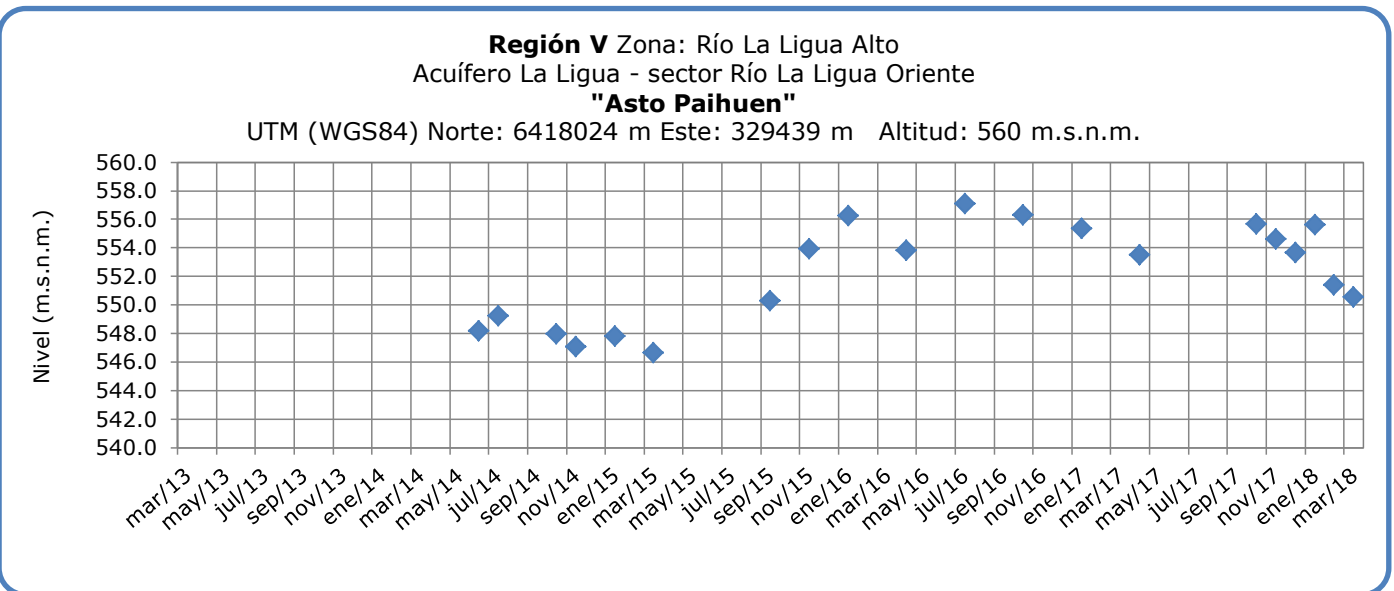 Región V Zona: Río La Ligua Alto
Acuífero La Ligua - sector Río La Ligua Oriente
"Asto Paihuen"
UTM (WGS84) Norte: 6418024 m Este: 329439 m Altitud: 560 m.s.n.m.
Nivel (m.s.n.m.)
560.0
558.0
556.0
554.0
552.0
550.0
548.0
546.0
544.0
542.0
540.0
mar/13
may/13
jul/13
sep/13
nov/13
ene/14
mar/14
may/14
jul/14
sep/14
nov/14
ene/15
mar/15
may/15
jul/15
sep/15
nov/15
ene/16
mar/16
may/16
jul/16
sep/16
nov/16
ene/17
mar/17
may/17
jul/17
sep/17
nov/17
ene/18
mar/18